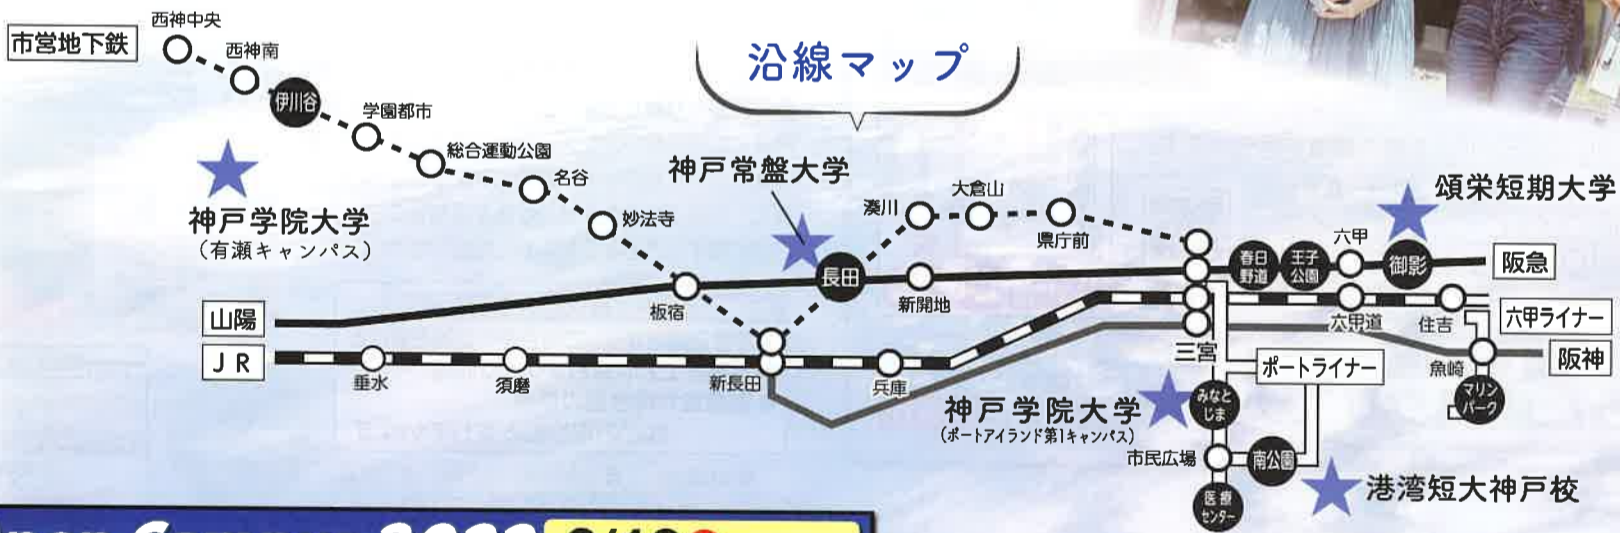 沿線マップ
市営地下鉄
西神中央
西神南
伊川谷
学園都市
総合運動公園
名谷
妙法寺
神戸学院大学
(有瀬キャンパス)
神戸常盤大学
湊川
大倉山
県庁前
頌栄短期大学
長田
春日
野道
王子
公園
六甲
御影
阪急
山陽
板宿
新開地
JR
垂水
須磨
新長田
兵庫
三宮
六甲道
住吉
六甲ライナー
魚崎
阪神
マリン
パーク
ポートライナー
神戸学院大学
(ポートアイランド第1キャンパス)
みなと
じま
市民広場
南公園
医療
センター
港湾短大神戸校